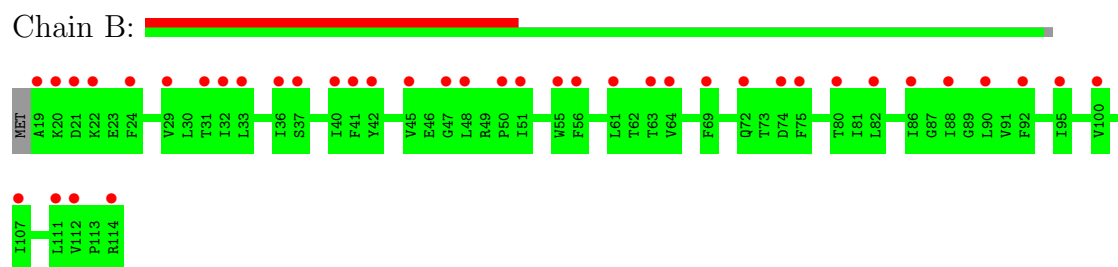 Chain B:
MET A19 K20 D21 K22 E23 F24 V29 L30 T31 I32 L33 I36 S37 I40 F41 Y42 V45 E46 G47 L48 R49 P50 I51 W55 F56 L61 T62 T63 V64 F69 Q72 T73 D74 F75 T80 I81 L82 I86 G87 I88 G89 L90 V91 F92 I95 V100
I107 L111 V112 P113 R114